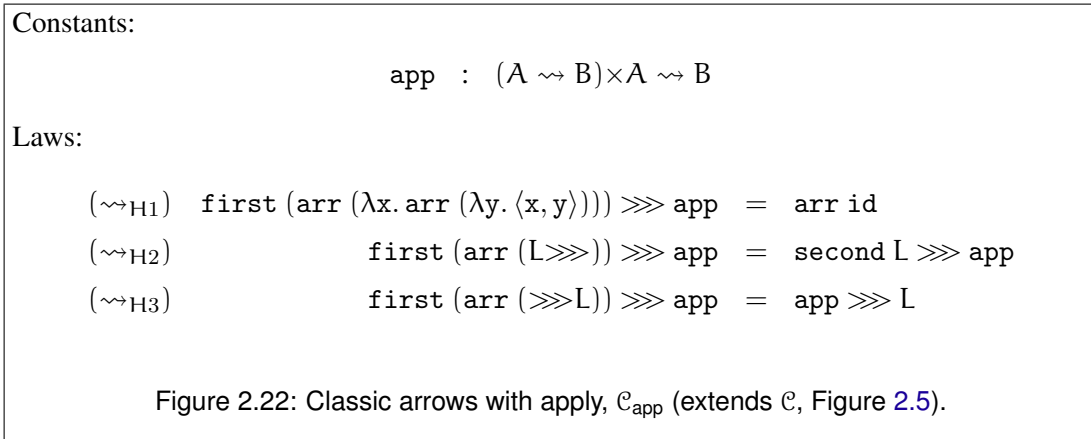 Constants:
app : (A ⇝ B)×A ⇝ B
Laws:
(⇝H1) first (arr (λx. arr (λy. ⟨x, y⟩))) ⋙ app = arr id
(⇝H2) first (arr (L⋙)) ⋙ app = second L ⋙ app
(⇝H3) first (arr (⋙L)) ⋙ app = app ⋙ L
Figure 2.22: Classic arrows with apply, 𝒞app (extends 𝒞, Figure 2.5).